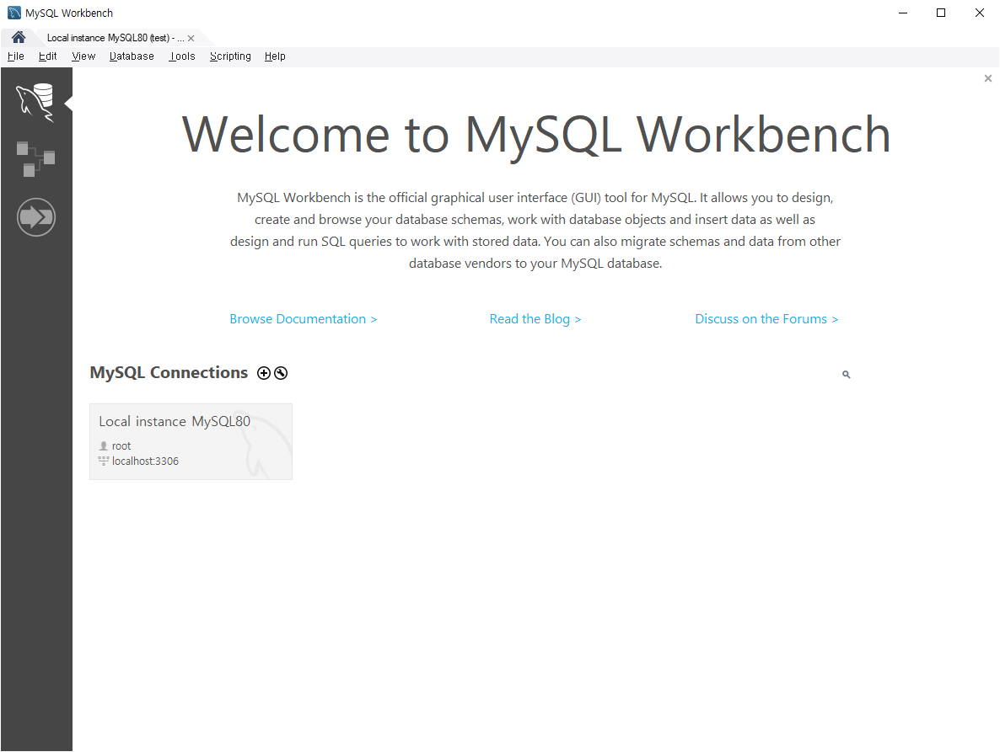 MySQL Workbench
Local instance MySQL80 (test) - ...
File Edit View Database Tools Scripting Help
Welcome to MySQL Workbench
MySQL Workbench is the official graphical user interface (GUI) tool for MySQL. It allows you to design,
create and browse your database schemas, work with database objects and insert data as well as
design and run SQL queries to work with stored data. You can also migrate schemas and data from other
database vendors to your MySQL database.
Browse Documentation > Read the Blog > Discuss on the Forums >
MySQL Connections
Local instance MySQL80
root
localhost:3306